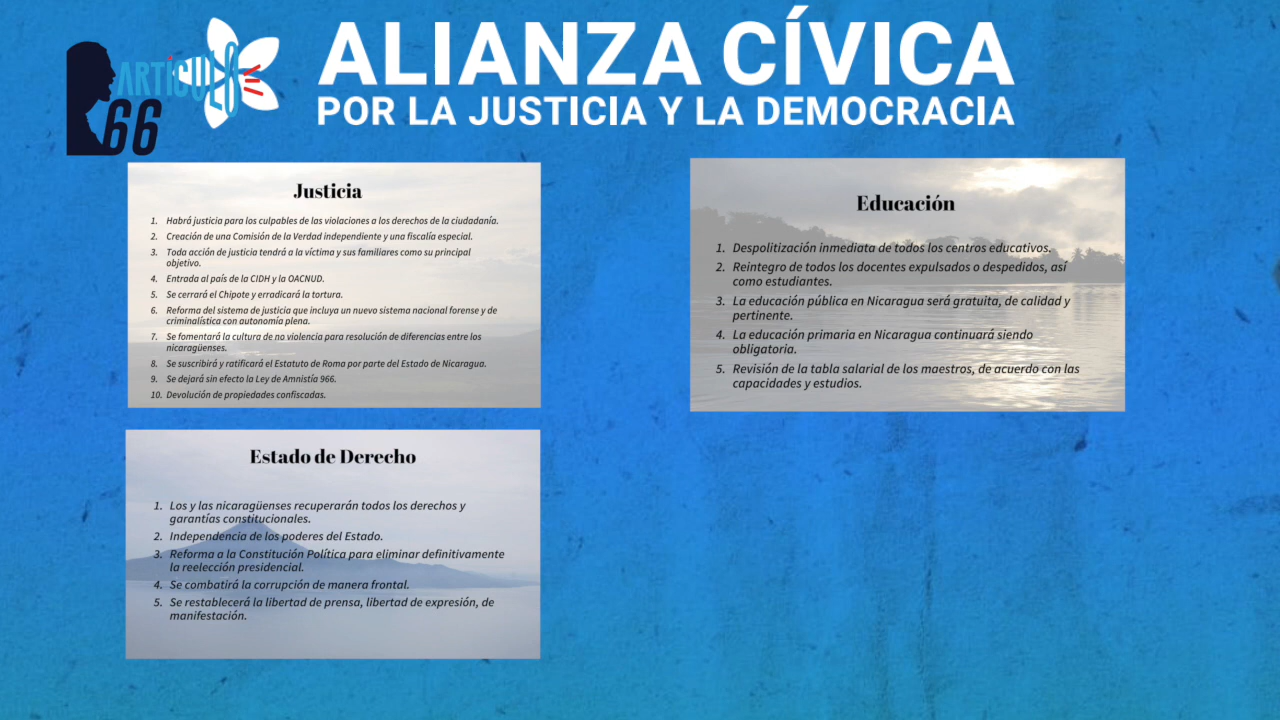 ARTÍCULO
66
ALIANZA CÍVICA
POR LA JUSTICIA Y LA DEMOCRACIA
Justicia
1. Habrá justicia para los culpables de las violaciones a los derechos de la ciudadanía.
2. Creación de una Comisión de la Verdad independiente y una fiscalía especial.
3. Toda acción de justicia tendrá a la víctima y sus familiares como su principal
objetivo.
4. Entrada al país de la CIDH y la OACNUD.
5. Se cerrará el Chipote y erradicará la tortura.
6. Reforma del sistema de justicia que incluya un nuevo sistema nacional forense y de
criminalística con autonomía plena.
7. Se fomentará la cultura de no violencia para resolución de diferencias entre los
nicaragüenses.
8. Se suscribirá y ratificará el Estatuto de Roma por parte del Estado de Nicaragua.
9. Se dejará sin efecto la Ley de Amnistía 966.
10. Devolución de propiedades confiscadas.
Educación
1. Despolitización inmediata de todos los centros educativos.
2. Reintegro de todos los docentes expulsados o despedidos, así
como estudiantes.
3. La educación pública en Nicaragua será gratuita, de calidad y
pertinente.
4. La educación primaria en Nicaragua continuará siendo
obligatoria.
5. Revisión de la tabla salarial de los maestros, de acuerdo con las
capacidades y estudios.
Estado de Derecho
1. Los y las nicaragüenses recuperarán todos los derechos y
garantías constitucionales.
2. Independencia de los poderes del Estado.
3. Reforma a la Constitución Política para eliminar definitivamente
la reelección presidencial.
4. Se combatirá la corrupción de manera frontal.
5. Se restablecerá la libertad de prensa, libertad de expresión, de
manifestación.